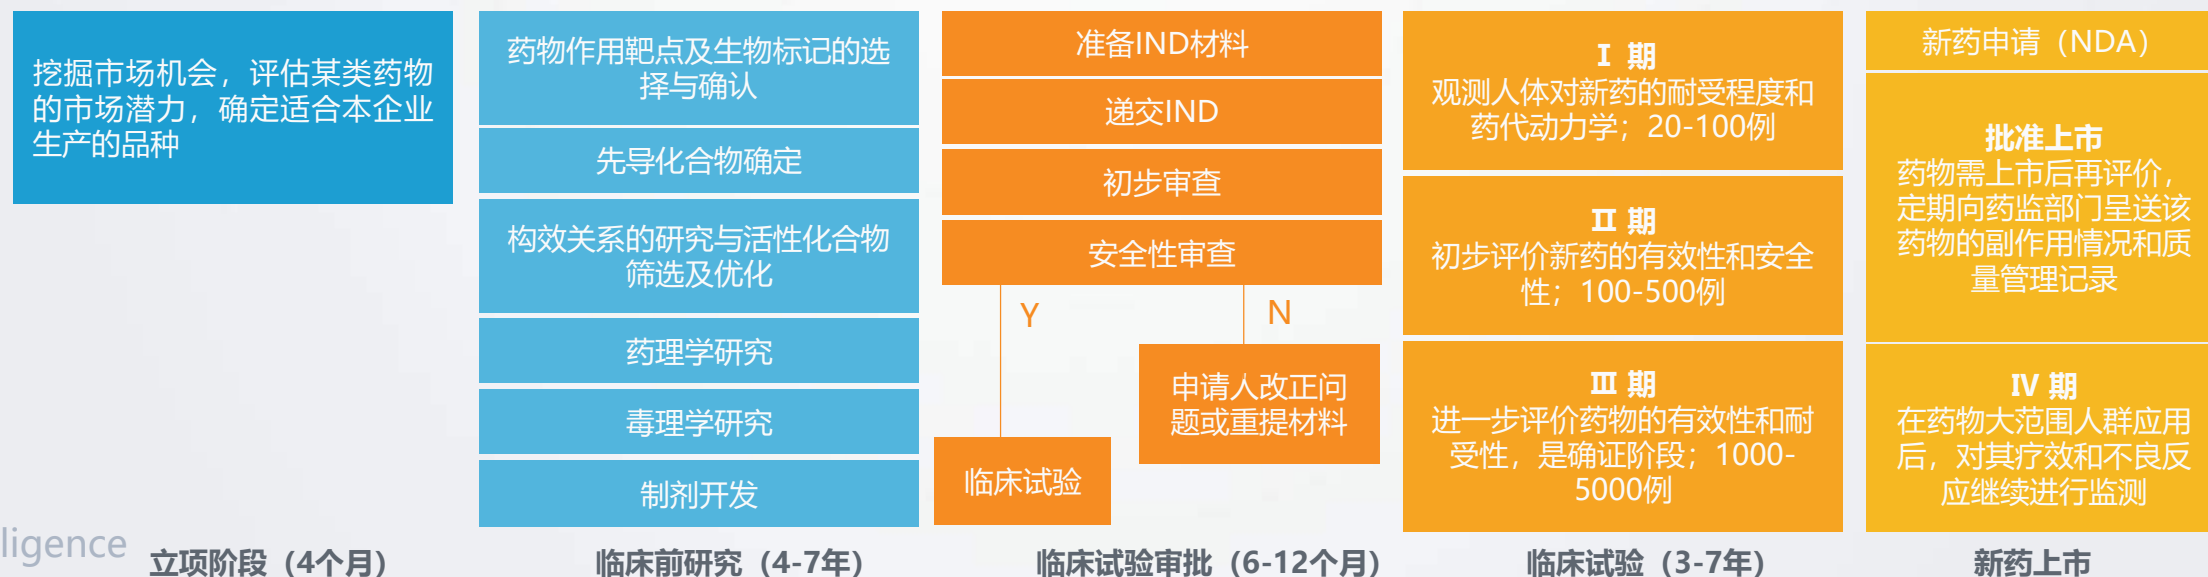 挖掘市场机会，评估某类药物
的市场潜力，确定适合本企业
生产的品种
药物作用靶点及生物标记的选
择与确认
先导化合物确定
构效关系的研究与活性化合物
筛选及优化
药理学研究
毒理学研究
制剂开发
准备IND材料
递交IND
初步审查
安全性审查
Y
N
申请人改正问
题或重提材料
临床试验
I 期
观测人体对新药的耐受程度和
药代动力学；20-100例
II 期
初步评价新药的有效性和安全
性；100-500例
III 期
进一步评价药物的有效性和耐
受性，是确证阶段；1000-
5000例
新药申请（NDA）
批准上市
药物需上市后再评价，
定期向药监部门呈送该
药物的副作用情况和质
量管理记录
IV 期
在药物大范围人群应用
后，对其疗效和不良反
应继续进行监测
ligence
立项阶段（4个月）
临床前研究（4-7年）
临床试验审批（6-12个月）
临床试验（3-7年）
新药上市